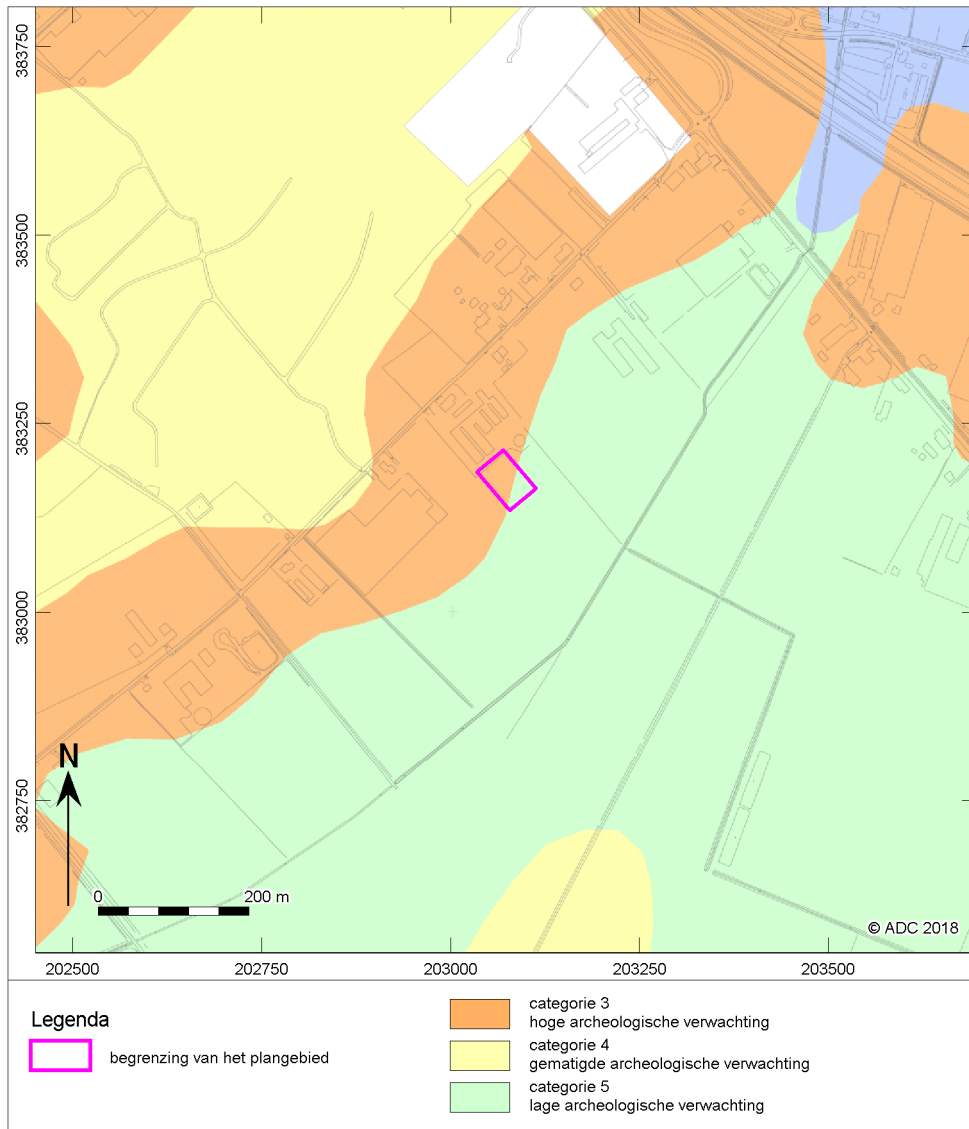 383750
383500
383250
383000
382750
N
0 200 m
© ADC 2018
202500 202750 203000 203250 203500
Legenda
begrenzing van het plangebied
categorie 3
hoge archeologische verwachting
categorie 4
gematigde archeologische verwachting
categorie 5
lage archeologische verwachting